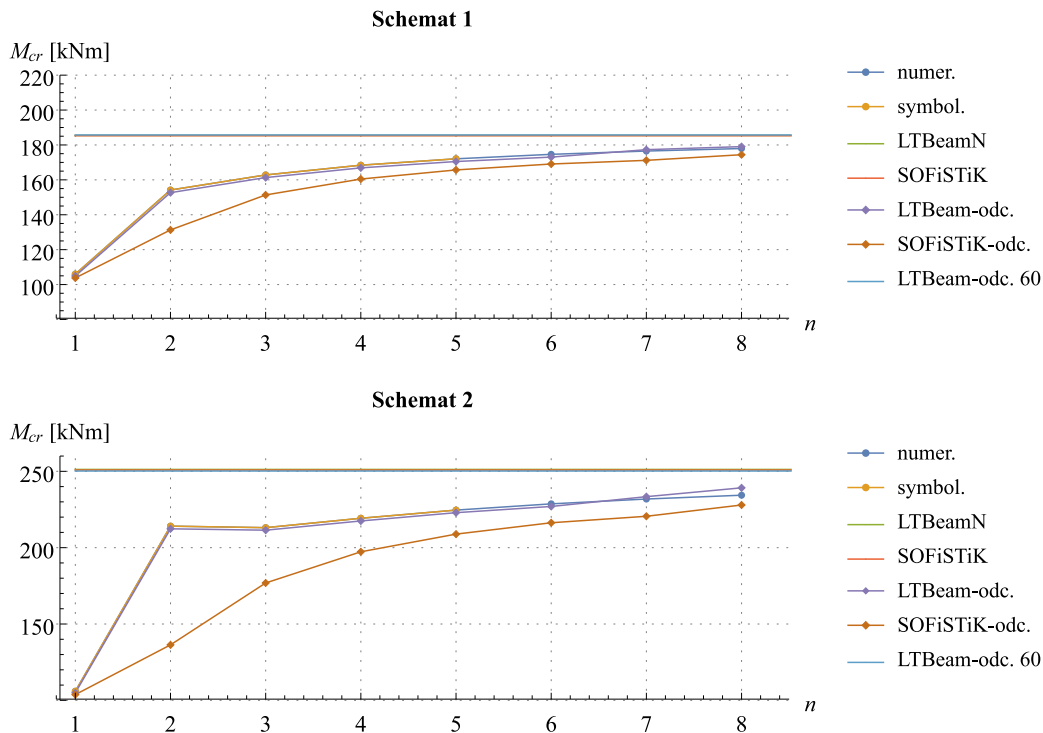 Schemat 1
M_cr [kNm]
220
200
180
160
140
120
100
1 2 3 4 5 6 7 8
n
numer.
symbol.
LTBeamN
SOFiSTiK
LTBeam-odc.
SOFiSTiK-odc.
LTBeam-odc. 60
Schemat 2
M_cr [kNm]
250
200
150
1 2 3 4 5 6 7 8
n
numer.
symbol.
LTBeamN
SOFiSTiK
LTBeam-odc.
SOFiSTiK-odc.
LTBeam-odc. 60